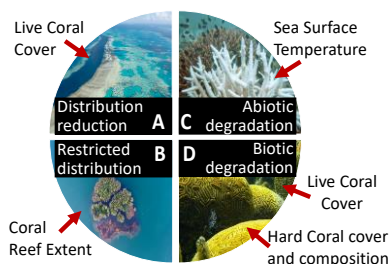 Live Coral
Cover
Sea Surface
Temperature
Distribution
reduction A
C Abiotic
degradation
Restricted
distribution B
D Biotic
degradation
Live Coral
Cover
Coral
Reef Extent
Hard Coral cover
and composition